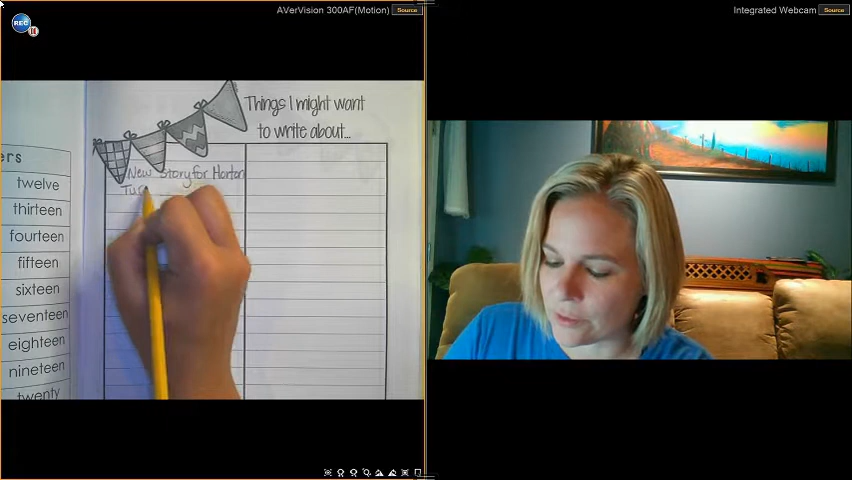 AVerVision 300AF(Motion) Source
Integrated Webcam Source
REC
Things I might want
to write about...
ers
twelve
thirteen
fourteen
fifteen
sixteen
seventeen
eighteen
nineteen
twenty
New Story for Horton